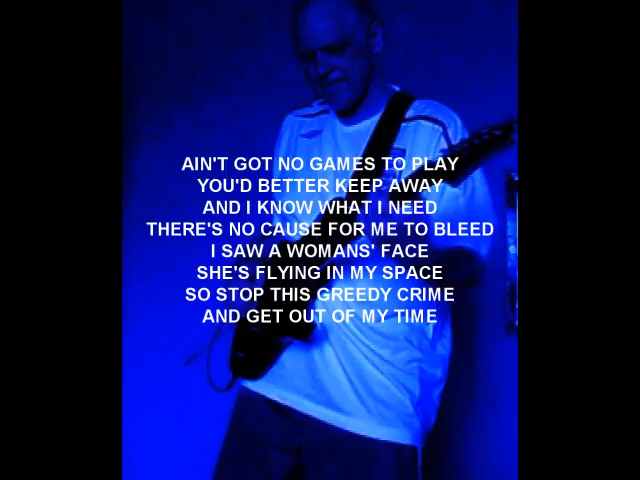 AIN'T GOT NO GAMES TO PLAY
YOU'D BETTER KEEP AWAY
AND I KNOW WHAT I NEED
THERE'S NO CAUSE FOR ME TO BLEED
I SAW A WOMANS' FACE
SHE'S FLYING IN MY SPACE
SO STOP THIS GREEDY CRIME
AND GET OUT OF MY TIME